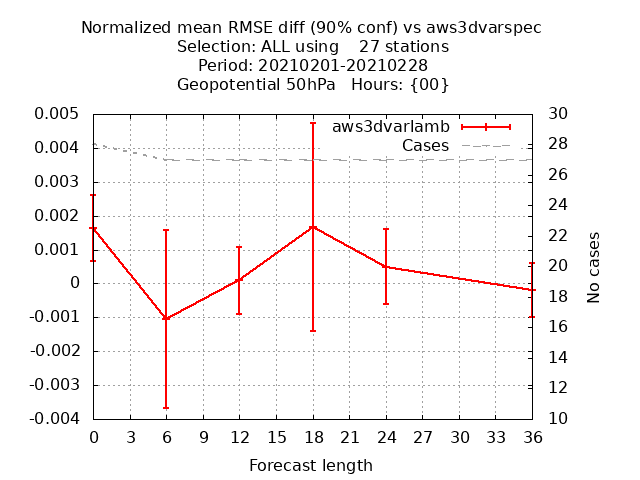 Normalized mean RMSE diff (90% conf) vs aws3dvarspec
Selection: ALL using    27 stations
Period: 20210201-20210228
Geopotential 50hPa   Hours: {00}
0.005
0.004
0.003
0.002
0.001
0
-0.001
-0.002
-0.003
-0.004
aws3dvarlamb
Cases
30
28
26
24
22
20
18
16
14
12
10
No cases
0 3 6 9 12 15 18 21 24 27 30 33 36
Forecast length